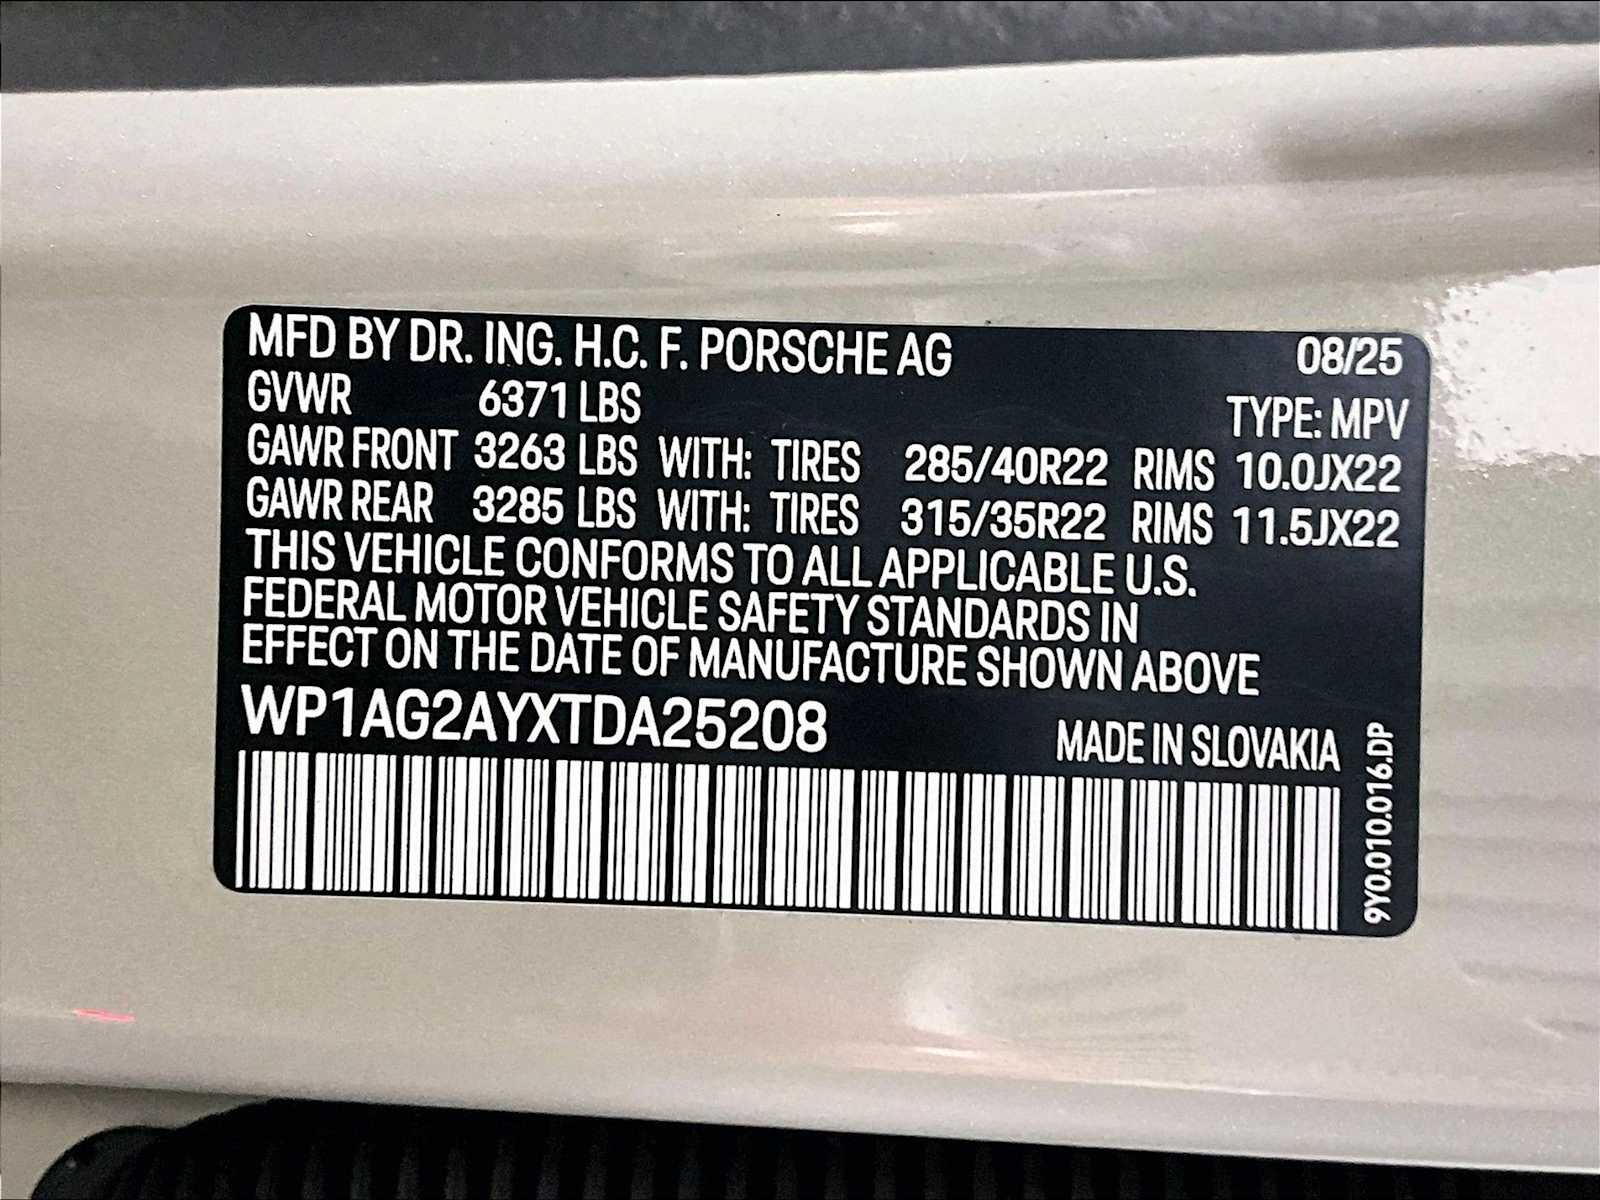 MFD BY DR. ING. H.C. F. PORSCHE AG 08/25
GVWR 6371 LBS TYPE: MPV
GAWR FRONT 3263 LBS WITH: TIRES 285/40R22 RIMS 10.0JX22
GAWR REAR 3285 LBS WITH: TIRES 315/35R22 RIMS 11.5JX22
THIS VEHICLE CONFORMS TO ALL APPLICABLE U.S.
FEDERAL MOTOR VEHICLE SAFETY STANDARDS IN
EFFECT ON THE DATE OF MANUFACTURE SHOWN ABOVE
WP1AG2AYXTDA25208
MADE IN SLOVAKIA
9Y0.010.016.DP